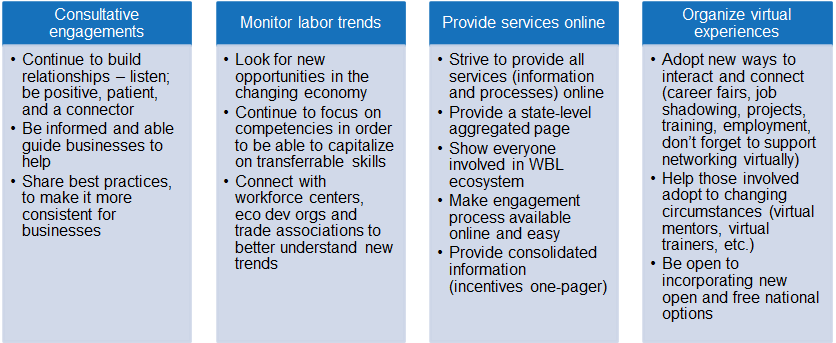 Consultative
engagements
• Continue to build
relationships – listen;
be positive, patient,
and a connector
• Be informed and able
guide businesses to
help
• Share best practices,
to make it more
consistent for
businesses
Monitor labor trends
• Look for new
opportunities in the
changing economy
• Continue to focus on
competencies in order
to be able to capitalize
on transferrable skills
• Connect with
workforce centers,
eco dev orgs and
trade associations to
better understand new
trends
Provide services online
• Strive to provide all
services (information
and processes) online
• Provide a state-level
aggregated page
• Show everyone
involved in WBL
ecosystem
• Make engagement
process available
online and easy
• Provide consolidated
information
(incentives one-pager)
Organize virtual
experiences
• Adopt new ways to
interact and connect
(career fairs, job
shadowing, projects,
training, employment,
don’t forget to support
networking virtually)
• Help those involved
adopt to changing
circumstances (virtual
mentors, virtual
trainers, etc.)
• Be open to
incorporating new
open and free national
options